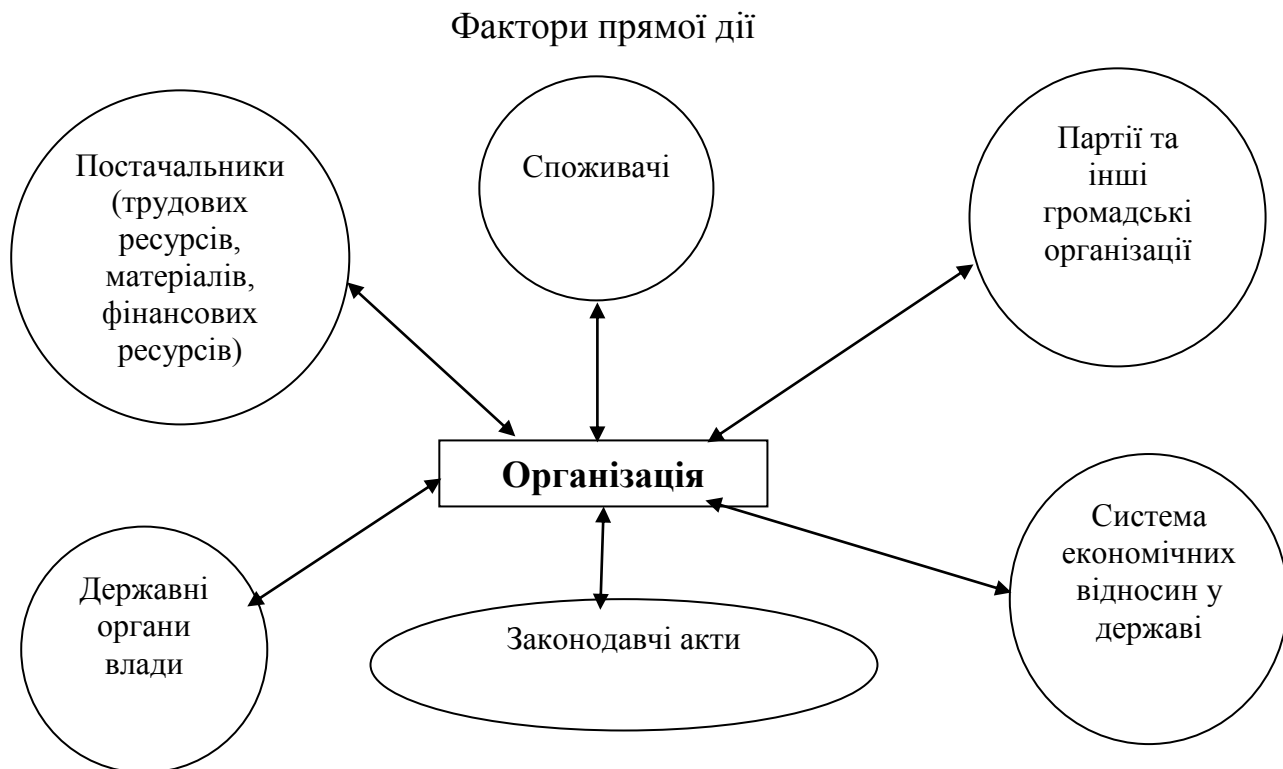 Фактори прямої дії
Постачальники
(трудових
ресурсів,
матеріалів,
фінансових
ресурсів)
Споживачі
Партії та
інші
громадські
організації
Організація
Державні
органи
влади
Законодавчі акти
Система
економічних
відносин у
державі